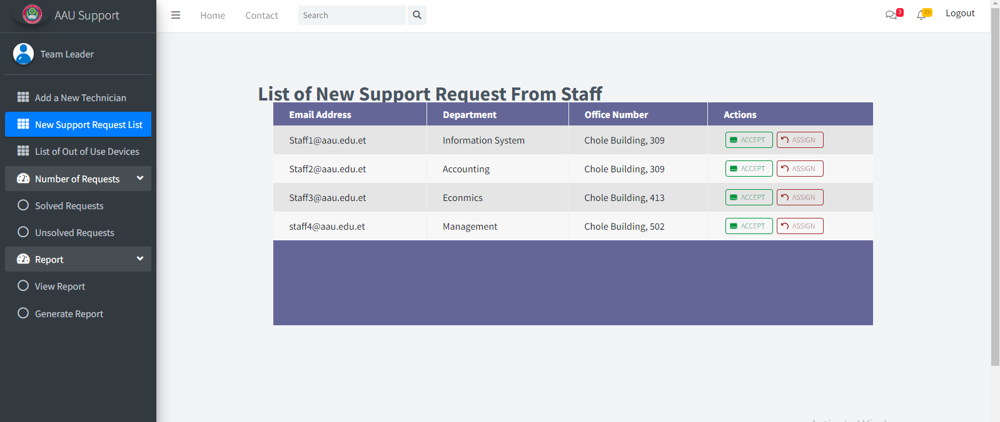 AAU Support
Home
Contact
Search
3
15
Logout
Team Leader
Add a New Technician
New Support Request List
List of Out of Use Devices
Number of Requests
Solved Requests
Unsolved Requests
Report
View Report
Generate Report
List of New Support Request From Staff
Email Address Department Office Number Actions
Staff1@aau.edu.et Information System Chole Building, 309 ACCEPT ASSIGN
Staff2@aau.edu.et Accounting Chole Building, 309 ACCEPT ASSIGN
Staff3@aau.edu.et Econmics Chole Building, 413 ACCEPT ASSIGN
staff4@aau.edu.et Management Chole Building, 502 ACCEPT ASSIGN